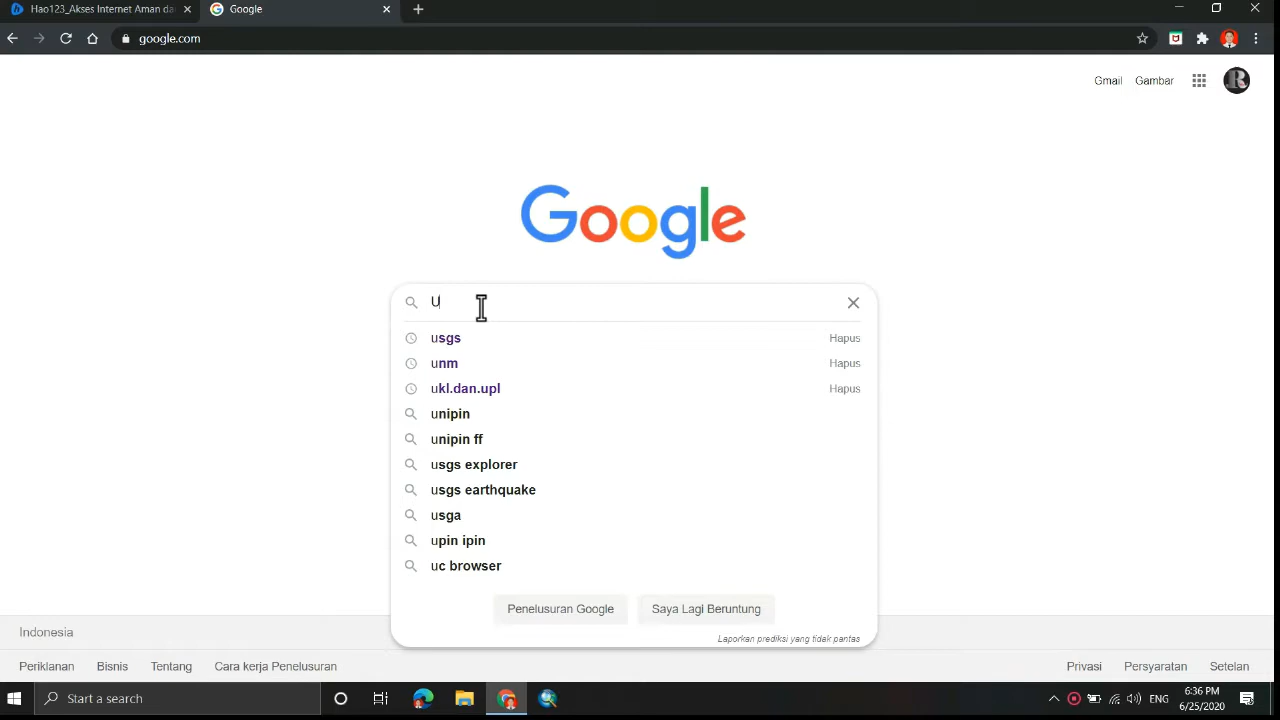 Hao123_Akses Internet Aman da
Google
google.com
Gmail Gambar
R
Google
U
usgs Hapus
unm Hapus
ukl.dan.upl Hapus
unipin
unipin ff
usgs explorer
usgs earthquake
usga
upin ipin
uc browser
Penelusuran Google Saya Lagi Beruntung
Laporkan prediksi yang tidak pantas
Indonesia
Periklanan Bisnis Tentang Cara kerja Penelusuran Privasi Persyaratan Setelan
Start a search ENG 6:36 PM
6/25/2020